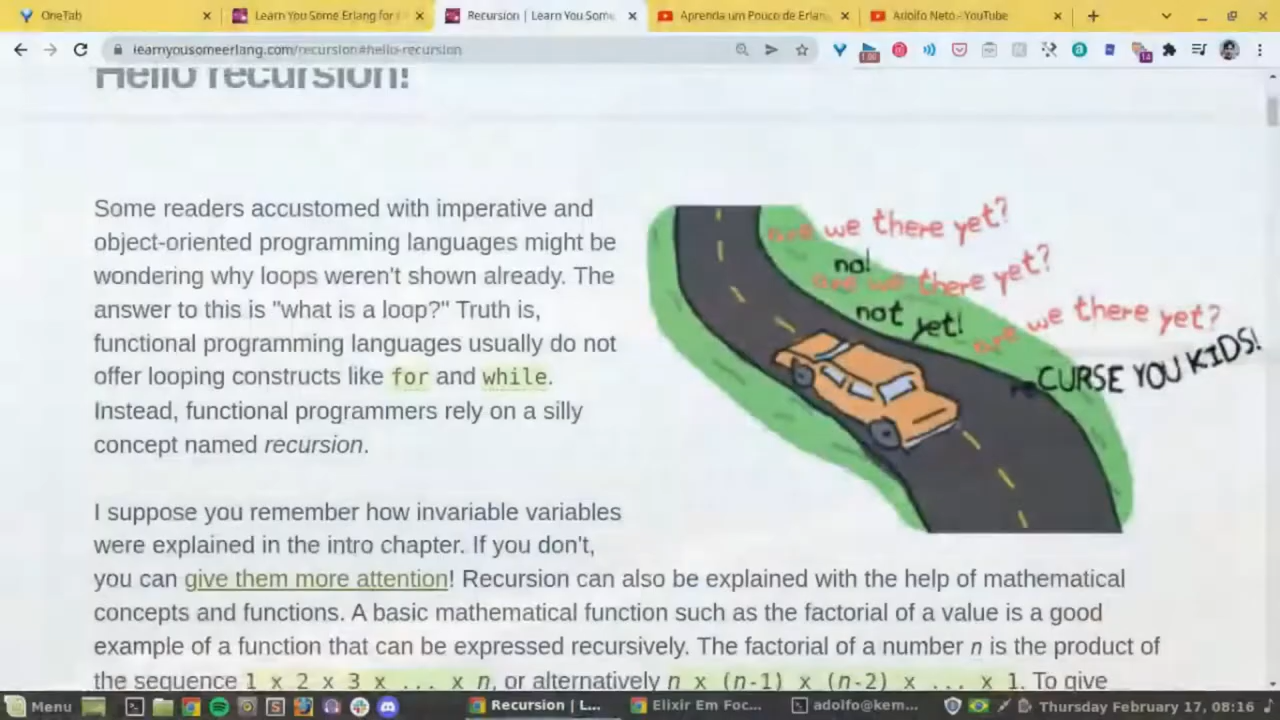 OneTab
Learn You Some Erlang for
Recursion | Learn You Some
Aprenda um Pouco de Erlan
Adolfo Neto - YouTube
learnyousomeerlang.com/recursion#hello-recursion
Hello recursion!
Some readers accustomed with imperative and
object-oriented programming languages might be
wondering why loops weren't shown already. The
answer to this is "what is a loop?" Truth is,
functional programming languages usually do not
offer looping constructs like for and while.
Instead, functional programmers rely on a silly
concept named recursion.
are we there yet?
no!
are we there yet?
not yet!
are we there yet?
reCURSE YOU KIDS!
I suppose you remember how invariable variables
were explained in the intro chapter. If you don't,
you can give them more attention! Recursion can also be explained with the help of mathematical
concepts and functions. A basic mathematical function such as the factorial of a value is a good
example of a function that can be expressed recursively. The factorial of a number n is the product of
the sequence 1 x 2 x 3 x ... x n, or alternatively n x (n-1) x (n-2) x ... x 1. To give
Menu
Recursion | L...
Elixir Em Foc...
adolfo@kem...
Thursday February 17, 08:16